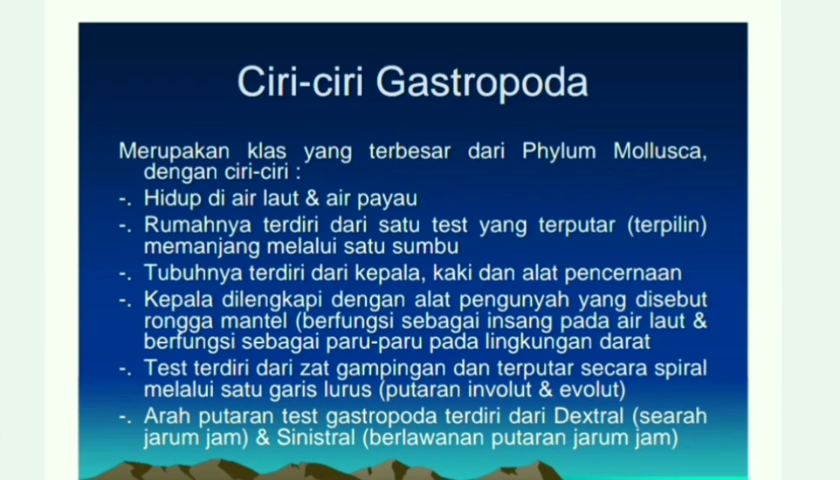 Ciri-ciri Gastropoda
Merupakan klas yang terbesar dari Phylum Mollusca,
dengan ciri-ciri :
-. Hidup di air laut & air payau
-. Rumahnya terdiri dari satu test yang terputar (terpilin)
memanjang melalui satu sumbu
-. Tubuhnya terdiri dari kepala, kaki dan alat pencernaan
-. Kepala dilengkapi dengan alat pengunyah yang disebut
rongga mantel (berfungsi sebagai insang pada air laut &
berfungsi sebagai paru-paru pada lingkungan darat
-. Test terdiri dari zat gampingan dan terputar secara spiral
melalui satu garis lurus (putaran involut & evolut)
-. Arah putaran test gastropoda terdiri dari Dextral (searah
jarum jam) & Sinistral (berlawanan putaran jarum jam)